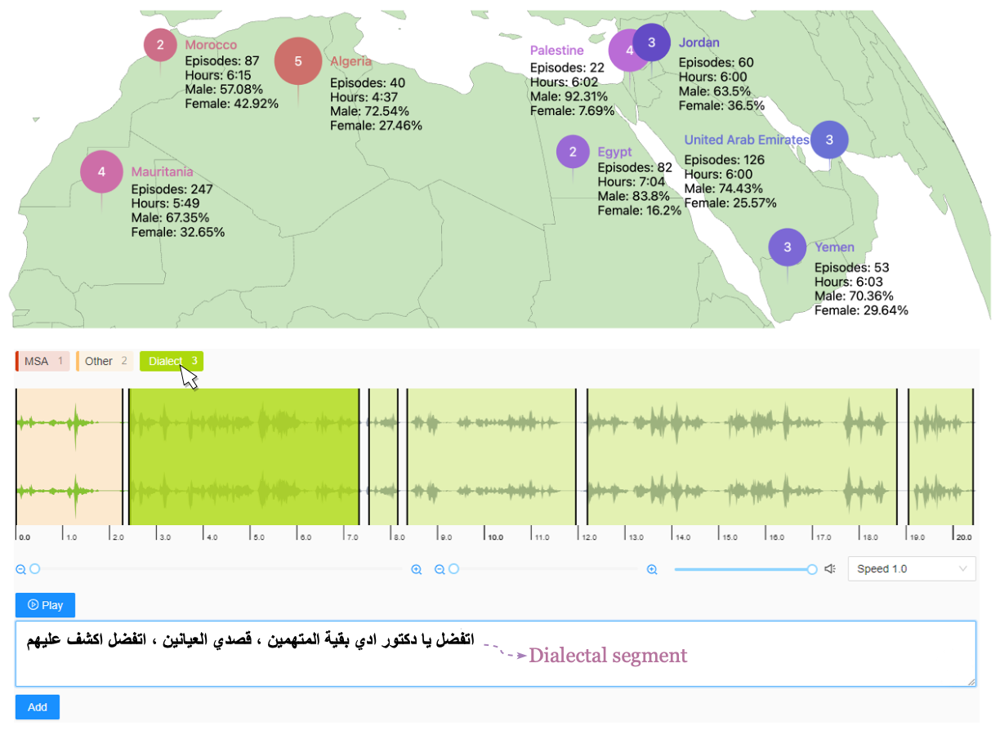 2
Morocco
Episodes: 87
Hours: 6:15
Male: 57.08%
Female: 42.92%
5
Algeria
Episodes: 40
Hours: 4:37
Male: 72.54%
Female: 27.46%
Palestine
4
Episodes: 22
Hours: 6:02
Male: 92.31%
Female: 7.69%
3
Jordan
Episodes: 60
Hours: 6:00
Male: 63.5%
Female: 36.5%
4
Mauritania
Episodes: 247
Hours: 5:49
Male: 67.35%
Female: 32.65%
2
Egypt
Episodes: 82
Hours: 7:04
Male: 83.8%
Female: 16.2%
United Arab Emirates
3
Episodes: 126
Hours: 6:00
Male: 74.43%
Female: 25.57%
3
Yemen
Episodes: 53
Hours: 6:03
Male: 70.36%
Female: 29.64%
MSA 1 Other 2 Dialect 3
0.0 1.0 2.0 3.0 4.0 5.0 6.0 7.0 8.0 9.0 10.0 11.0 12.0 13.0 14.0 15.0 16.0 17.0 18.0 19.0 20.0
Speed 1.0
Play
اتفضل يا دكتور ادي بقية المتهمين ، قصدي العيانين ، اتفضل اكشف عليهم
Dialectal segment
Add